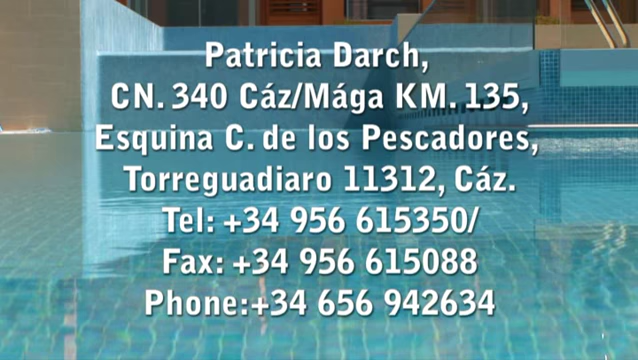 Patricia Darch,
CN. 340 Cáz/Mága KM. 135,
Esquina C. de los Pescadores,
Torreguadiaro 11312, Cáz.
Tel: +34 956 615350/
Fax: +34 956 615088
Phone:+34 656 942634